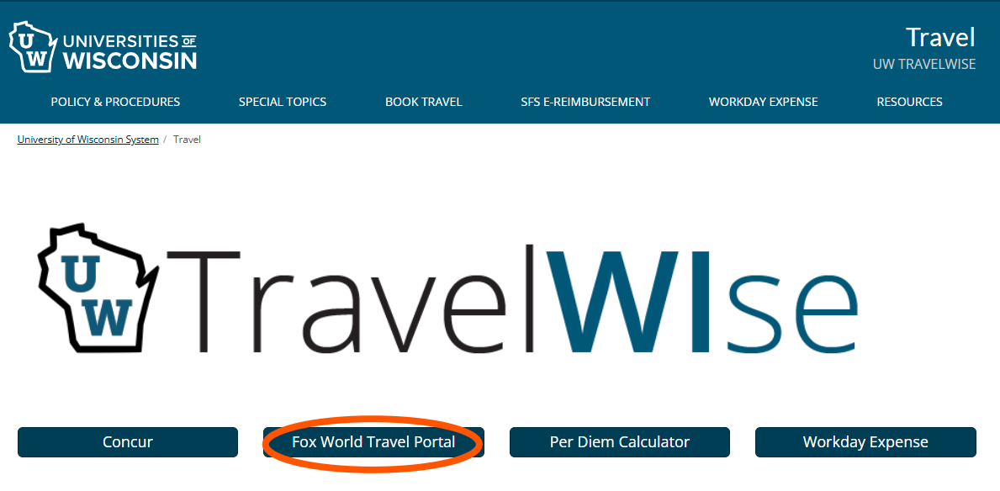 UW
UNIVERSITIES OF
WISCONSIN
Travel
UW TRAVELWISE
POLICY & PROCEDURES SPECIAL TOPICS BOOK TRAVEL SFS E-REIMBURSEMENT WORKDAY EXPENSE RESOURCES
University of Wisconsin System / Travel
UW
TravelWIse
Concur Fox World Travel Portal Per Diem Calculator Workday Expense